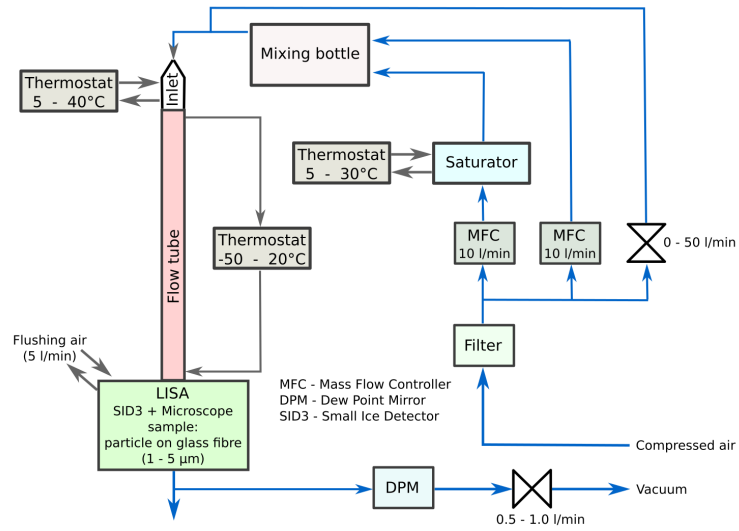 Mixing bottle
Thermostat
5 - 40°C
Inlet
Thermostat
5 - 30°C
Saturator
MFC
10 l/min
MFC
10 l/min
0 - 50 l/min
Flow tube
Thermostat
-50 - 20°C
Filter
Flushing air
(5 l/min)
LISA
SID3 + Microscope
sample:
particle on glass fibre
(1 - 5 µm)
MFC - Mass Flow Controller
DPM - Dew Point Mirror
SID3 - Small Ice Detector
Compressed air
DPM
Vacuum
0.5 - 1.0 l/min